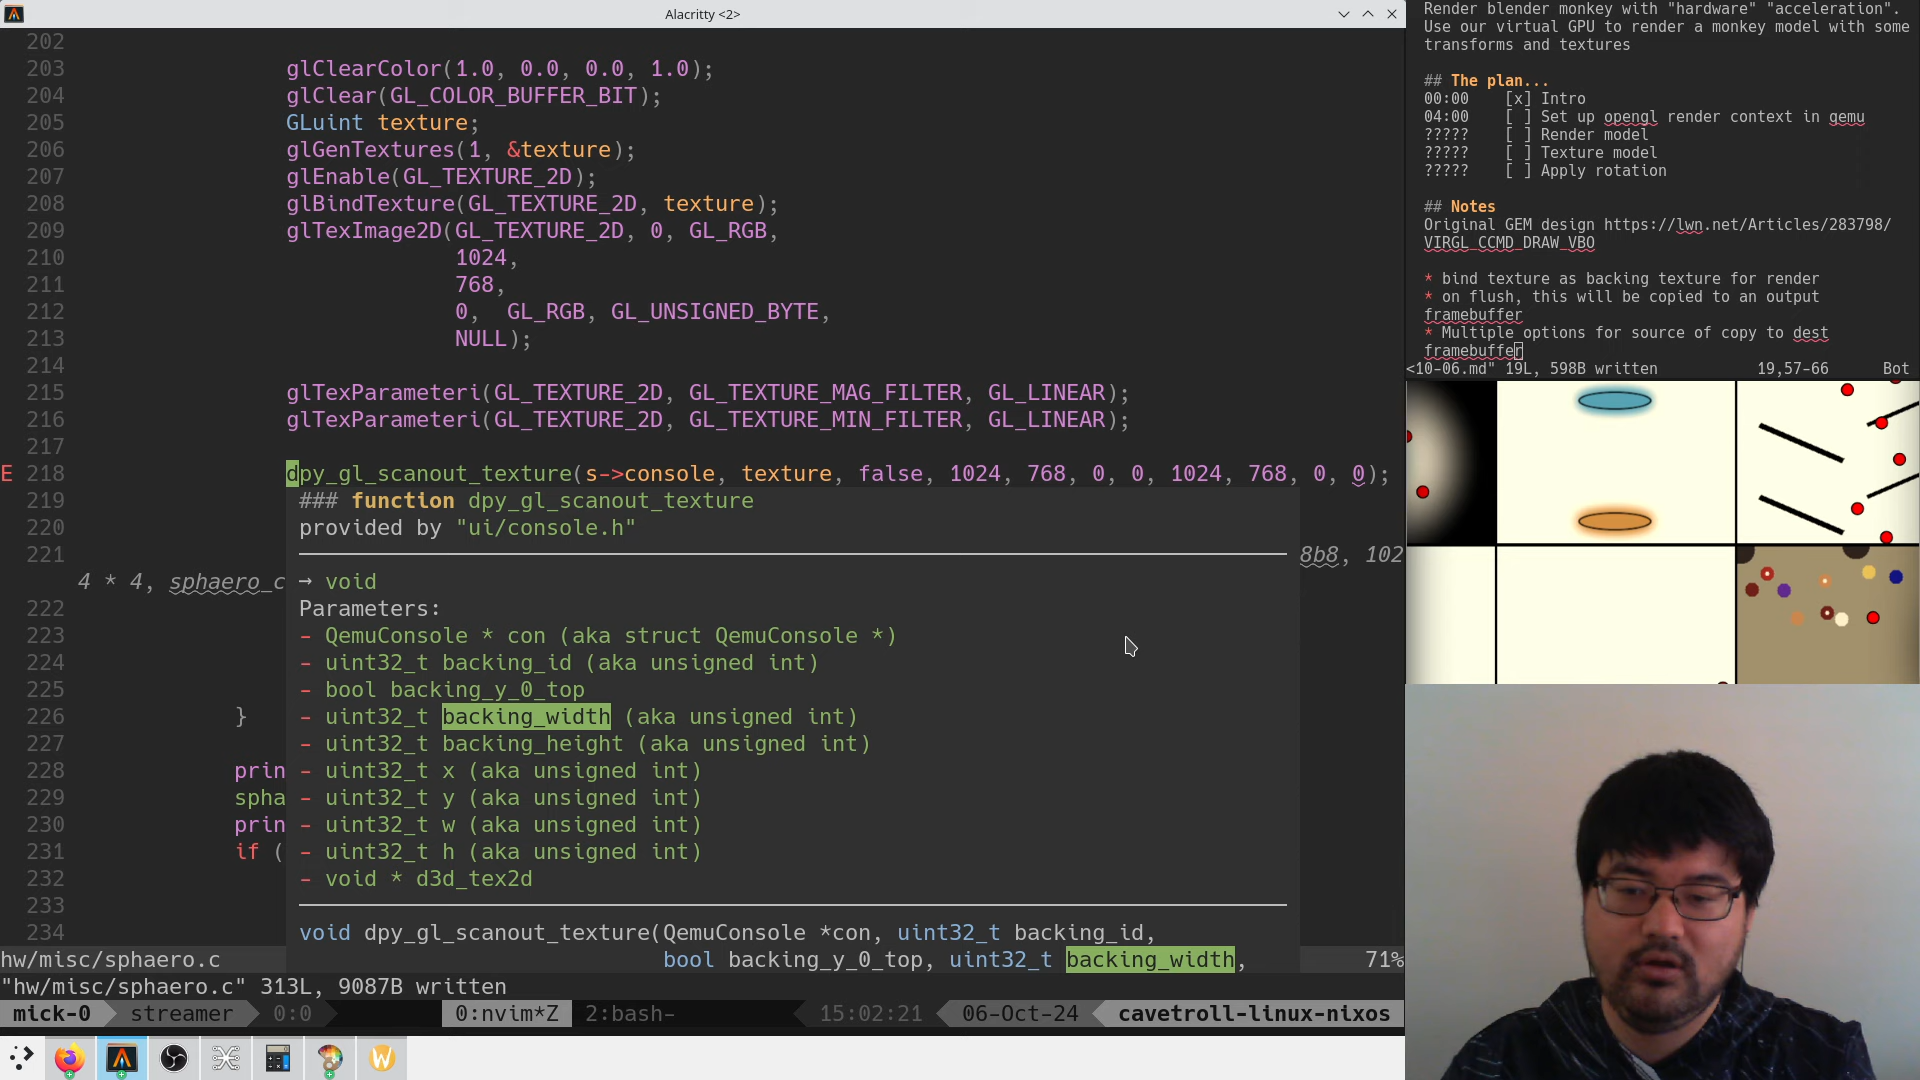 Alacritty <2>
202
203 glClearColor(1.0, 0.0, 0.0, 1.0);
204 glClear(GL_COLOR_BUFFER_BIT);
205 GLuint texture;
206 glGenTextures(1, &texture);
207 glEnable(GL_TEXTURE_2D);
208 glBindTexture(GL_TEXTURE_2D, texture);
209 glTexImage2D(GL_TEXTURE_2D, 0, GL_RGB,
210 1024,
211 768,
212 0,  GL_RGB, GL_UNSIGNED_BYTE,
213 NULL);
214
215 glTexParameteri(GL_TEXTURE_2D, GL_TEXTURE_MAG_FILTER, GL_LINEAR);
216 glTexParameteri(GL_TEXTURE_2D, GL_TEXTURE_MIN_FILTER, GL_LINEAR);
217
E 218 dpy_gl_scanout_texture(s->console, texture, false, 1024, 768, 0, 0, 1024, 768, 0, 0);
219 ### function dpy_gl_scanout_texture
220 provided by "ui/console.h"
221 8b8, 102
4 * 4, sphaero_c → void
222 Parameters:
223 - QemuConsole * con (aka struct QemuConsole *)
224 - uint32_t backing_id (aka unsigned int)
225 - bool backing_y_0_top
226 } - uint32_t backing_width (aka unsigned int)
227 - uint32_t backing_height (aka unsigned int)
228 prin - uint32_t x (aka unsigned int)
229 spha - uint32_t y (aka unsigned int)
230 prin - uint32_t w (aka unsigned int)
231 if ( - uint32_t h (aka unsigned int)
232 - void * d3d_tex2d
233
234 void dpy_gl_scanout_texture(QemuConsole *con, uint32_t backing_id,
hw/misc/sphaero.c bool backing_y_0_top, uint32_t backing_width, 71%
"hw/misc/sphaero.c" 313L, 9087B written
mick-0 streamer 0:0 0:nvim*Z 2:bash- 15:02:21 06-Oct-24 cavetroll-linux-nixos
Render blender monkey with "hardware" "acceleration".
Use our virtual GPU to render a monkey model with some
transforms and textures
## The plan...
00:00 [x] Intro
04:00 [ ] Set up opengl render context in qemu
????? [ ] Render model
????? [ ] Texture model
????? [ ] Apply rotation
## Notes
Original GEM design https://lwn.net/Articles/283798/
VIRGL_CCMD_DRAW_VBO
* bind texture as backing texture for render
* on flush, this will be copied to an output
framebuffer
* Multiple options for source of copy to dest
framebuffer
<10-06.md" 19L, 598B written 19,57-66 Bot
W